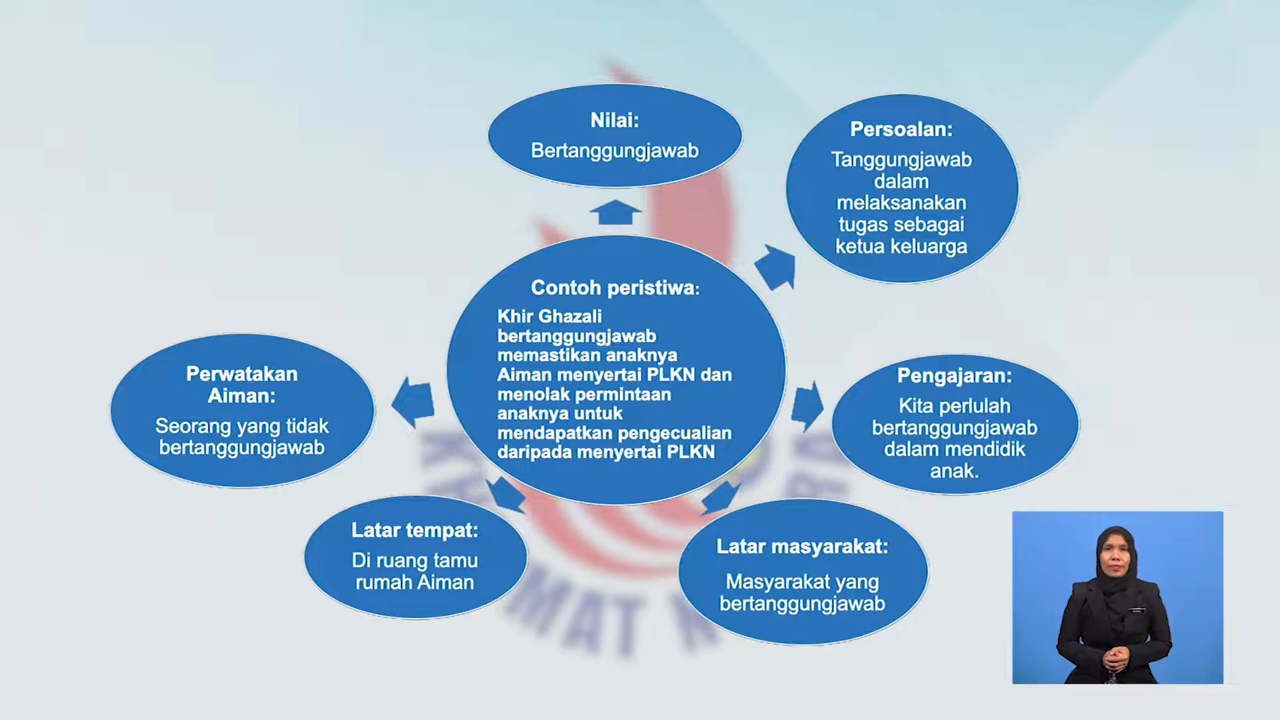 Nilai:
Bertanggungjawab
Persoalan:
Tanggungjawab
dalam
melaksanakan
tugas sebagai
ketua keluarga
Contoh peristiwa:
Khir Ghazali
bertanggungjawab
memastikan anaknya
Aiman menyertai PLKN dan
menolak permintaan
anaknya untuk
mendapatkan pengecualian
daripada menyertai PLKN
Perwatakan
Aiman:
Seorang yang tidak
bertanggungjawab
Pengajaran:
Kita perlulah
bertanggungjawab
dalam mendidik
anak.
Latar tempat:
Di ruang tamu
rumah Aiman
Latar masyarakat:
Masyarakat yang
bertanggungjawab